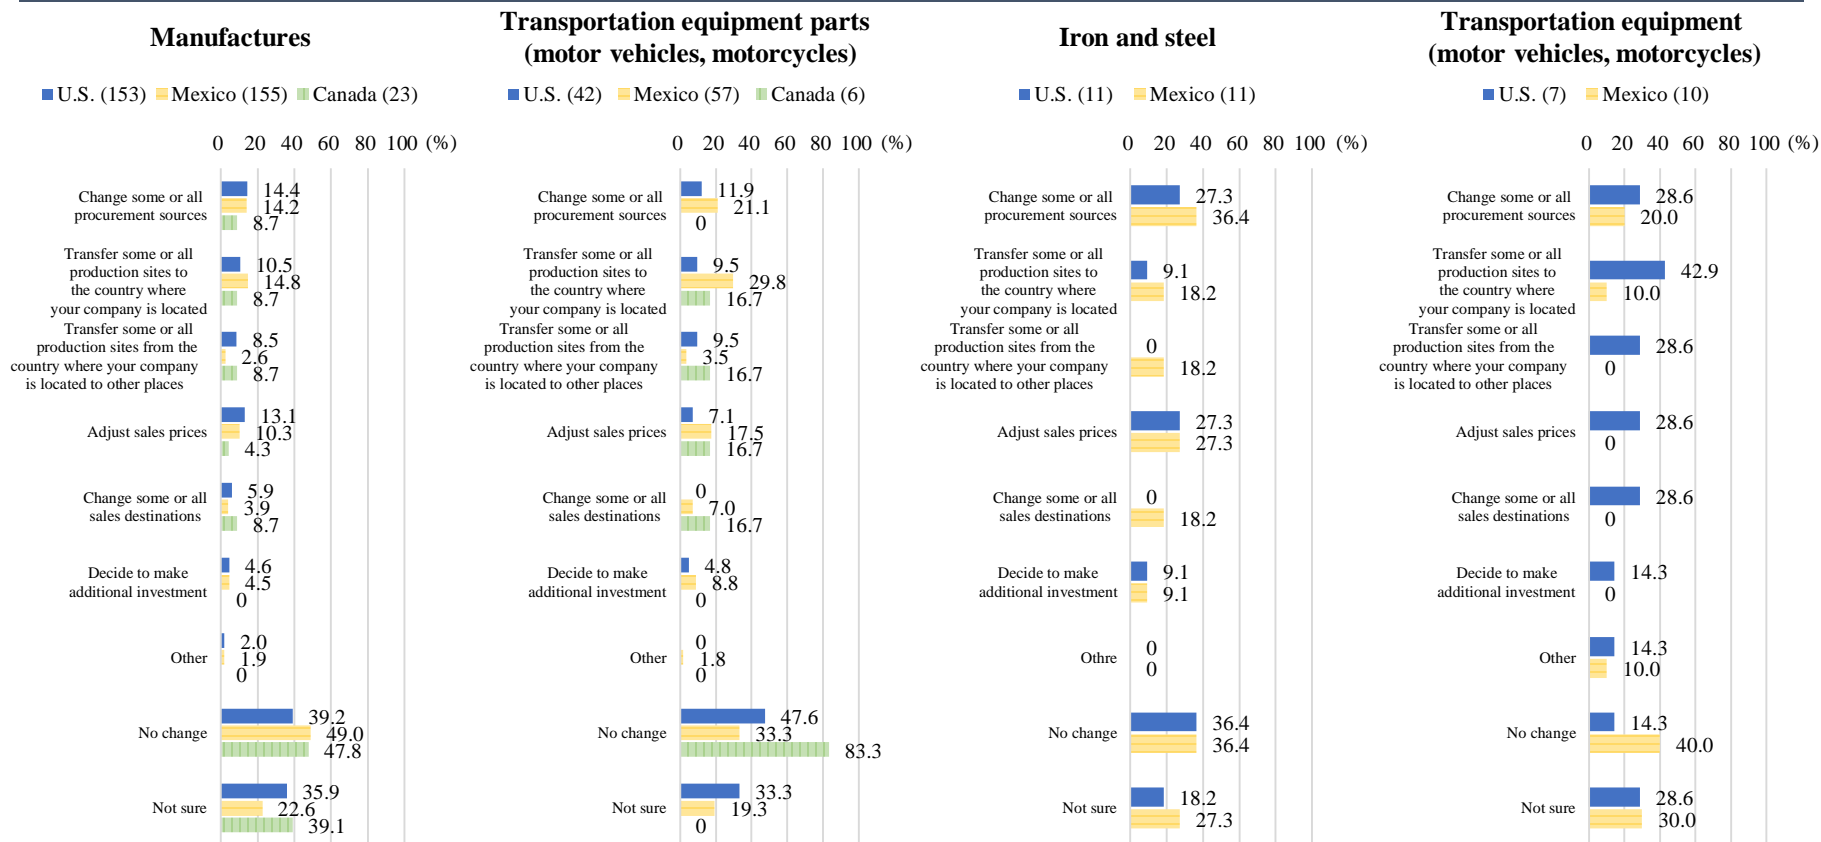 Manufactures
U.S. (153) Mexico (155) Canada (23)
0 20 40 60 80 100 (%)
Change some or all
procurement sources
14.4
14.2
8.7
Transfer some or all
production sites to
the country where
your company is located
10.5
14.8
8.7
Transfer some or all
production sites from the
country where your company
is located to other places
8.5
2.6
8.7
Adjust sales prices
13.1
10.3
4.3
Change some or all
sales destinations
5.9
3.9
8.7
Decide to make
additional investment
4.6
4.5
0
Other
2.0
1.9
0
No change
39.2
49.0
47.8
Not sure
35.9
22.6
39.1
Transportation equipment parts
(motor vehicles, motorcycles)
U.S. (42) Mexico (57) Canada (6)
0 20 40 60 80 100 (%)
Change some or all
procurement sources
11.9
21.1
0
Transfer some or all
production sites to
the country where
your company is located
9.5
29.8
16.7
Transfer some or all
production sites from the
country where your company
is located to other places
9.5
3.5
16.7
Adjust sales prices
7.1
17.5
16.7
Change some or all
sales destinations
0
7.0
16.7
Decide to make
additional investment
4.8
8.8
0
Other
0
1.8
0
No change
47.6
33.3
83.3
Not sure
33.3
19.3
0
Iron and steel
U.S. (11) Mexico (11)
0 20 40 60 80 100 (%)
Change some or all
procurement sources
27.3
36.4
Transfer some or all
production sites to
the country where
your company is located
9.1
18.2
Transfer some or all
production sites from the
country where your company
is located to other places
0
18.2
Adjust sales prices
27.3
27.3
Change some or all
sales destinations
0
18.2
Decide to make
additional investment
9.1
9.1
Othre
0
0
No change
36.4
36.4
Not sure
18.2
27.3
Transportation equipment
(motor vehicles, motorcycles)
U.S. (7) Mexico (10)
0 20 40 60 80 100 (%)
Change some or all
procurement sources
28.6
20.0
Transfer some or all
production sites to
the country where
your company is located
42.9
10.0
Transfer some or all
production sites from the
country where your company
is located to other places
28.6
0
Adjust sales prices
28.6
0
Change some or all
sales destinations
28.6
0
Decide to make
additional investment
14.3
0
Other
14.3
10.0
No change
14.3
40.0
Not sure
28.6
30.0